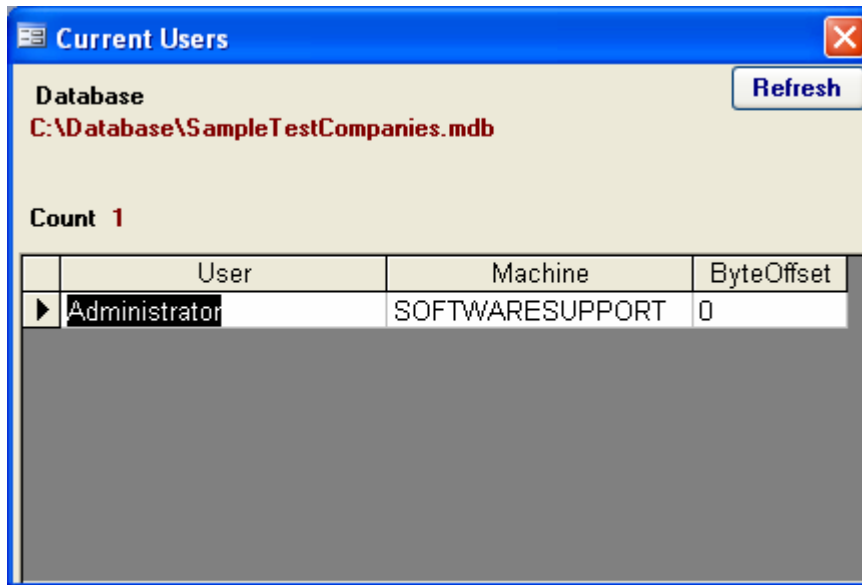 Current Users
Database
Refresh
C:\Database\SampleTestCompanies.mdb
Count 1
User Machine ByteOffset
Administrator SOFTWARESUPPORT 0